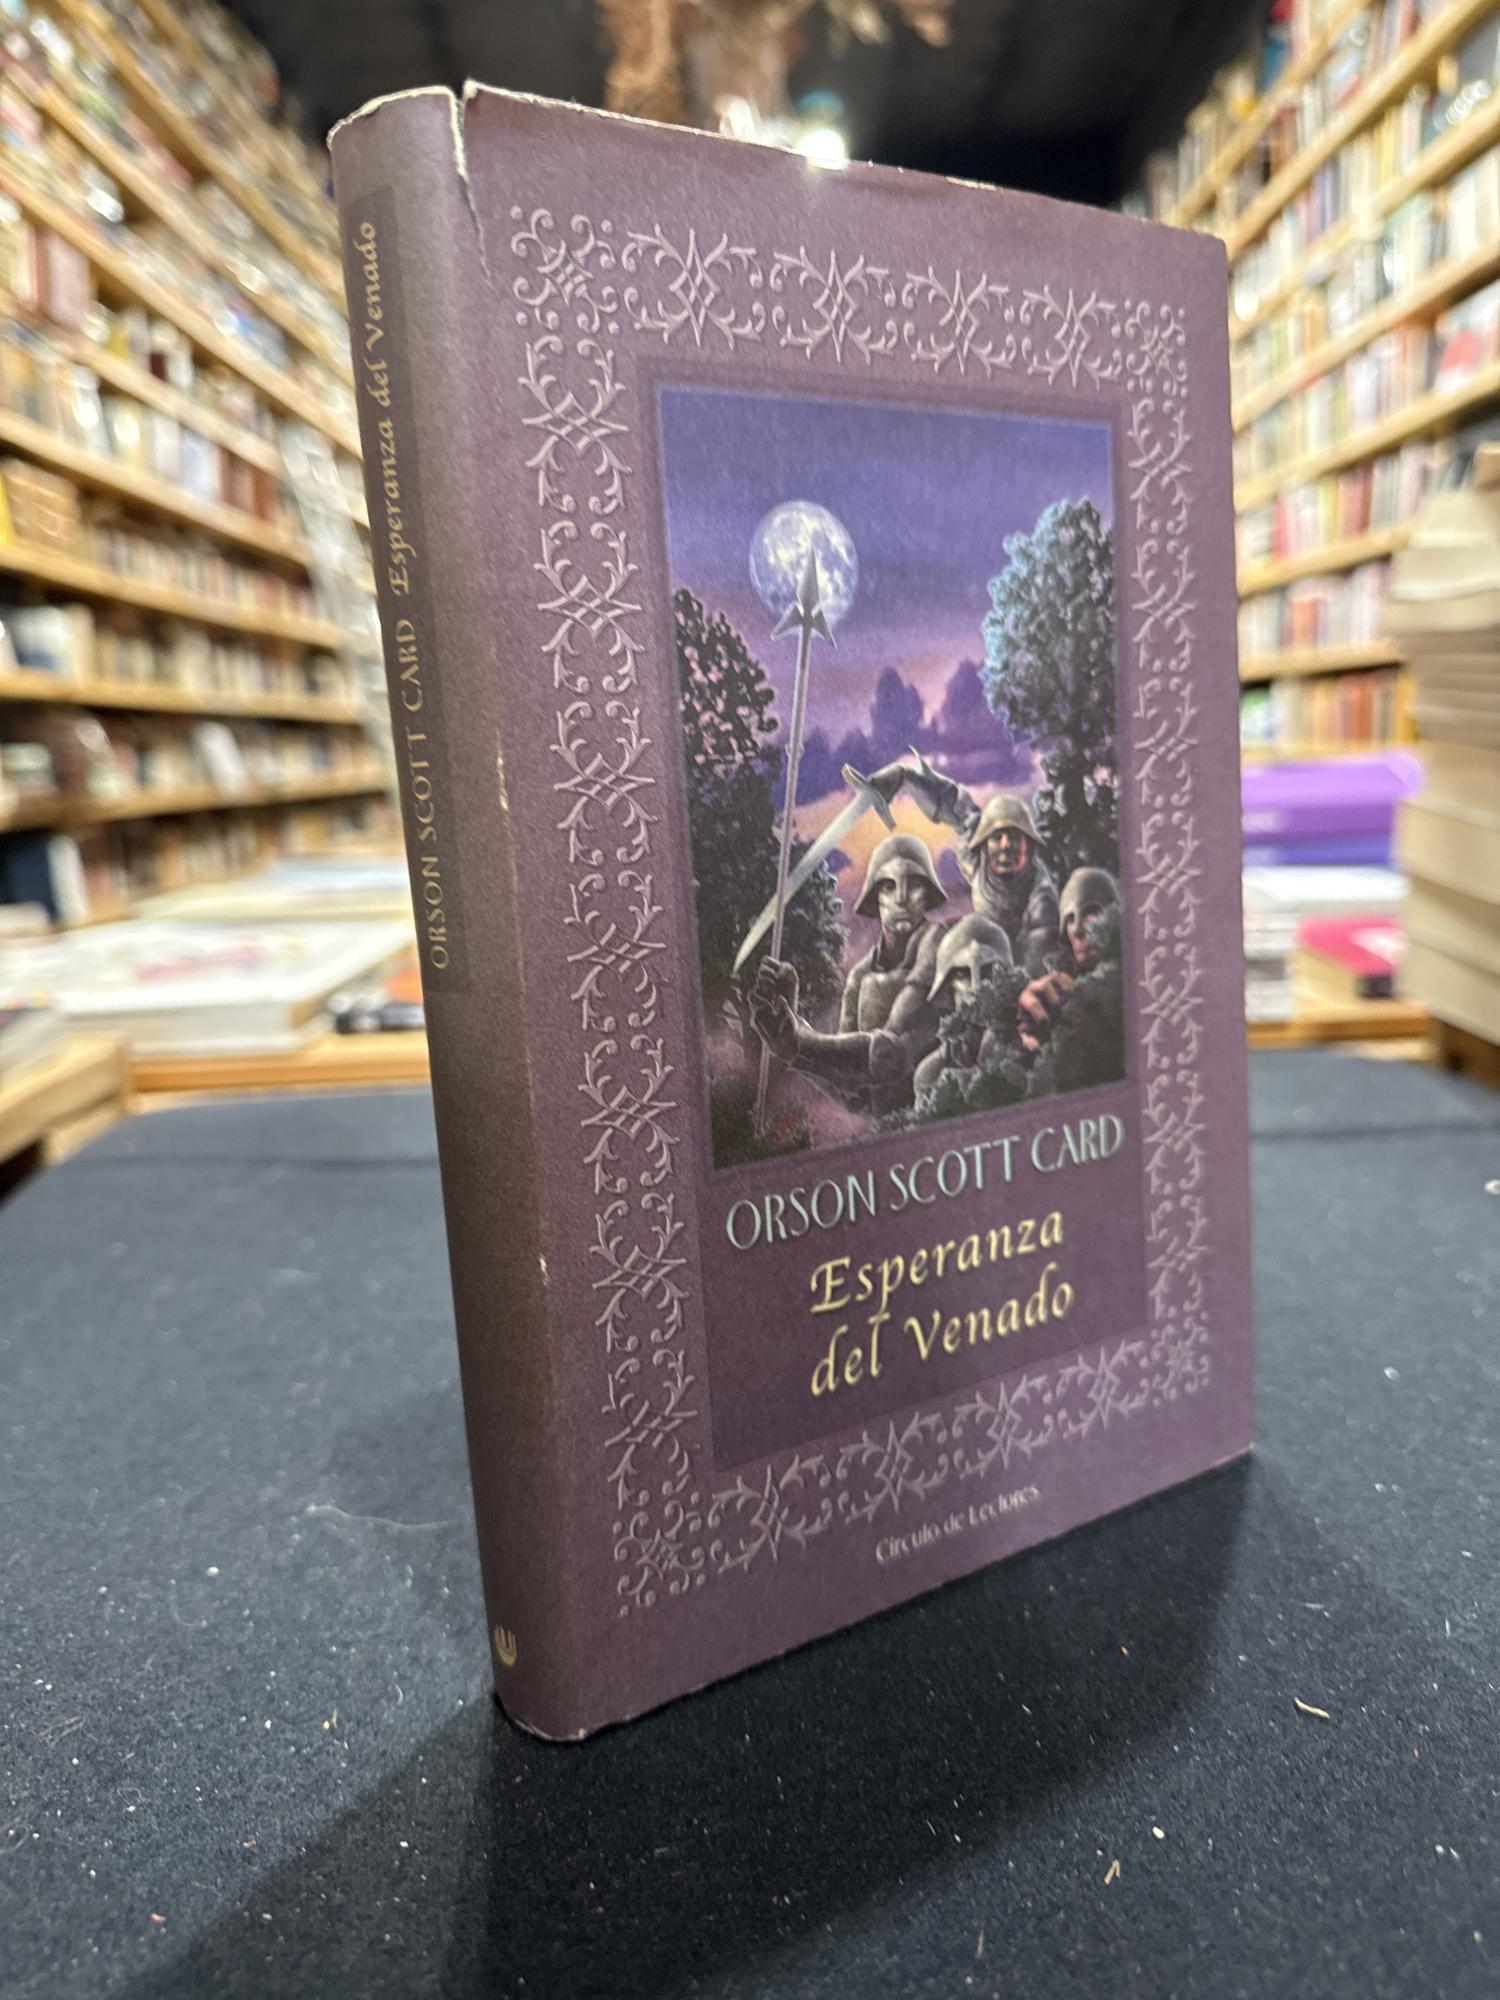 ORSON SCOTT CARD Esperanza del Venado
ORSON SCOTT CARD
Esperanza
del Venado
Círculo de Lectores